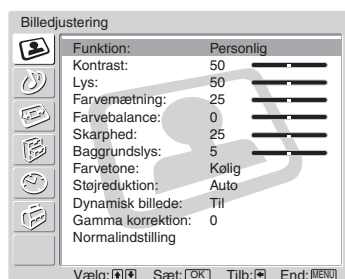 Billedjustering
Funktion: Personlig
Kontrast: 50
Lys: 50
Farvemætning: 25
Farvebalance: 0
Skarphed: 25
Baggrundslys: 5
Farvetone: Kølig
Støjreduktion: Auto
Dynamisk billede: Til
Gamma korrektion: 0
Normalindstilling
Vælg: Sæt: OK Tilb: End: MENU